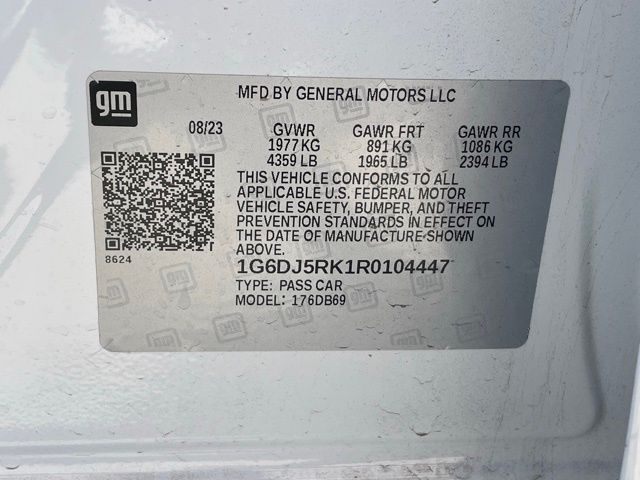 gm
MFD BY GENERAL MOTORS LLC
08/23 GVWR GAWR FRT GAWR RR
1977 KG 891 KG 1086 KG
4359 LB 1965 LB 2394 LB
THIS VEHICLE CONFORMS TO ALL
APPLICABLE U.S. FEDERAL MOTOR
VEHICLE SAFETY, BUMPER, AND THEFT
PREVENTION STANDARDS IN EFFECT ON
THE DATE OF MANUFACTURE SHOWN
ABOVE.
8624
1G6DJ5RK1R0104447
TYPE: PASS CAR
MODEL: 176DB69